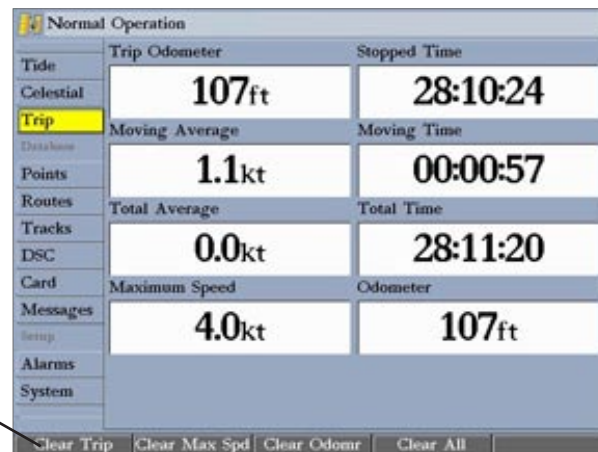 Normal Operation
Tide
Celestial
Trip
Database
Points
Routes
Tracks
DSC
Card
Messages
Setup
Alarms
System
Trip Odometer
107ft
Stopped Time
28:10:24
Moving Average
1.1kt
Moving Time
00:00:57
Total Average
0.0kt
Total Time
28:11:20
Maximum Speed
4.0kt
Odometer
107ft
Clear Trip
Clear Max Spd
Clear Odomr
Clear All